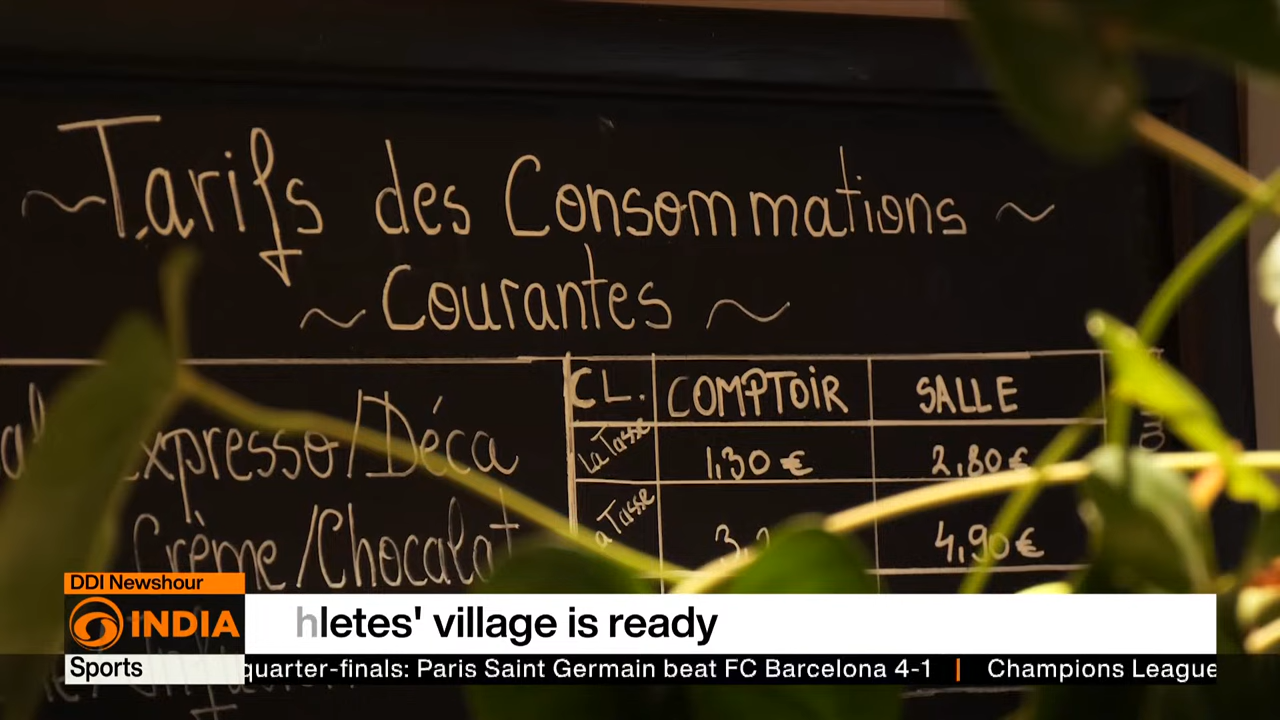 ~Tarifs des Consommations~
~Courantes~
CL. COMPTOIR SALLE
Expresso/Déca La Tasse 1,30 € 2,80 €
Crème/Chocolat La Tasse 4,90 €
DDI Newshour
INDIA
hletes' village is ready
Sports
quarter-finals: Paris Saint Germain beat FC Barcelona 4-1 | Champions League